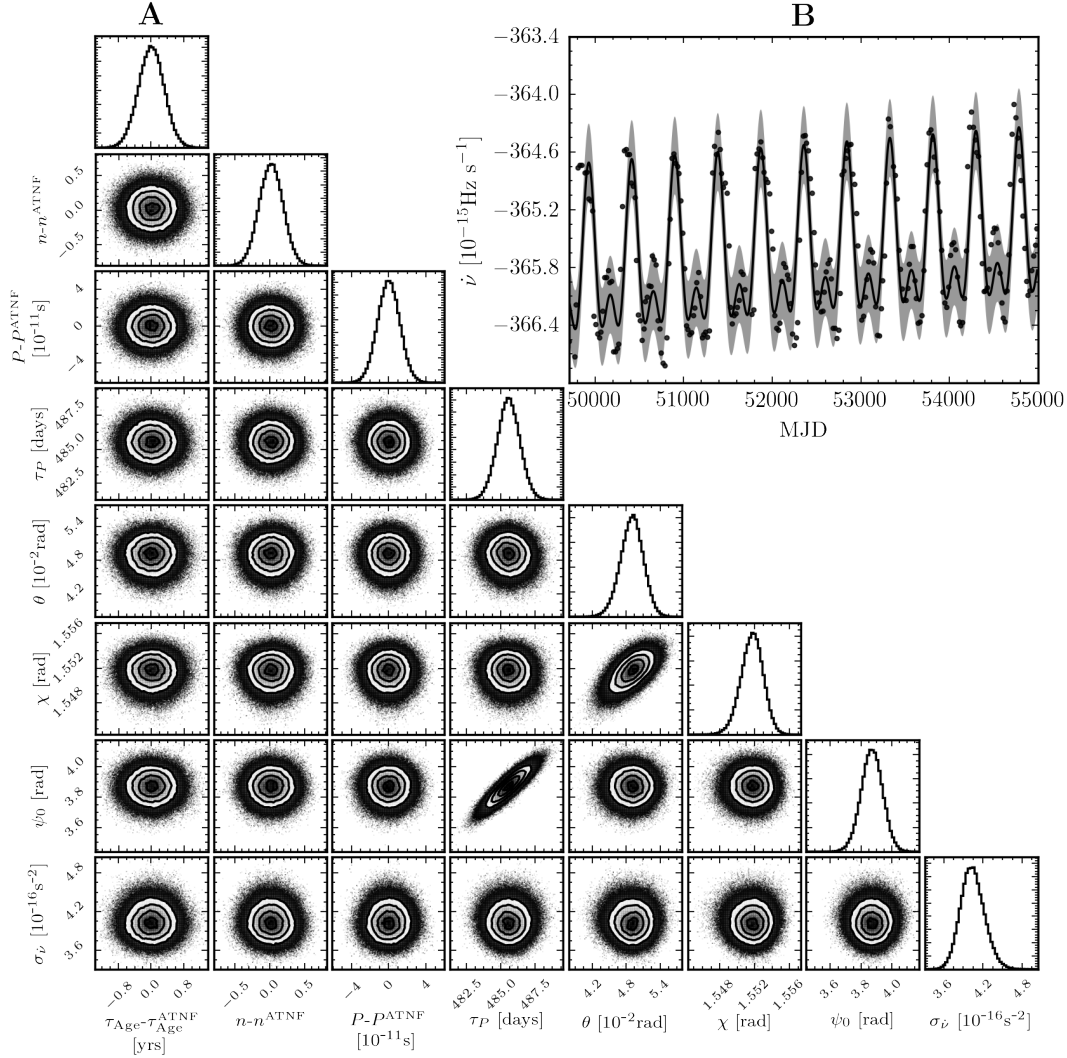 A
B
−363.4
−364.0
−364.6
−365.2
−365.8
−366.4
ν̇ [10⁻¹⁵Hz s⁻¹]
50000 51000 52000 53000 54000 55000
MJD
0.5
0.0
−0.5
n-nᴬᵀᴺᶠ
4
0
−4
P-Pᴬᵀᴺᶠ
[10⁻¹¹s]
487.5
485.0
482.5
τ_P [days]
5.4
4.8
4.2
θ [10⁻²rad]
1.556
1.552
1.548
χ [rad]
4.0
3.8
3.6
ψ₀ [rad]
4.8
4.2
3.6
σ_ν̇ [10⁻¹⁶s⁻²]
−0.8 0.0 0.8 −0.5 0.0 0.5 −4 0 4 482.5 485.0 487.5 4.2 4.8 5.4 1.548 1.552 1.556 3.6 3.8 4.0 3.6 4.2 4.8
τ_Age-τ_Ageᴬᵀᴺᶠ n-nᴬᵀᴺᶠ P-Pᴬᵀᴺᶠ τ_P [days] θ [10⁻²rad] χ [rad] ψ₀ [rad] σ_ν̇ [10⁻¹⁶s⁻²]
[yrs] [10⁻¹¹s]